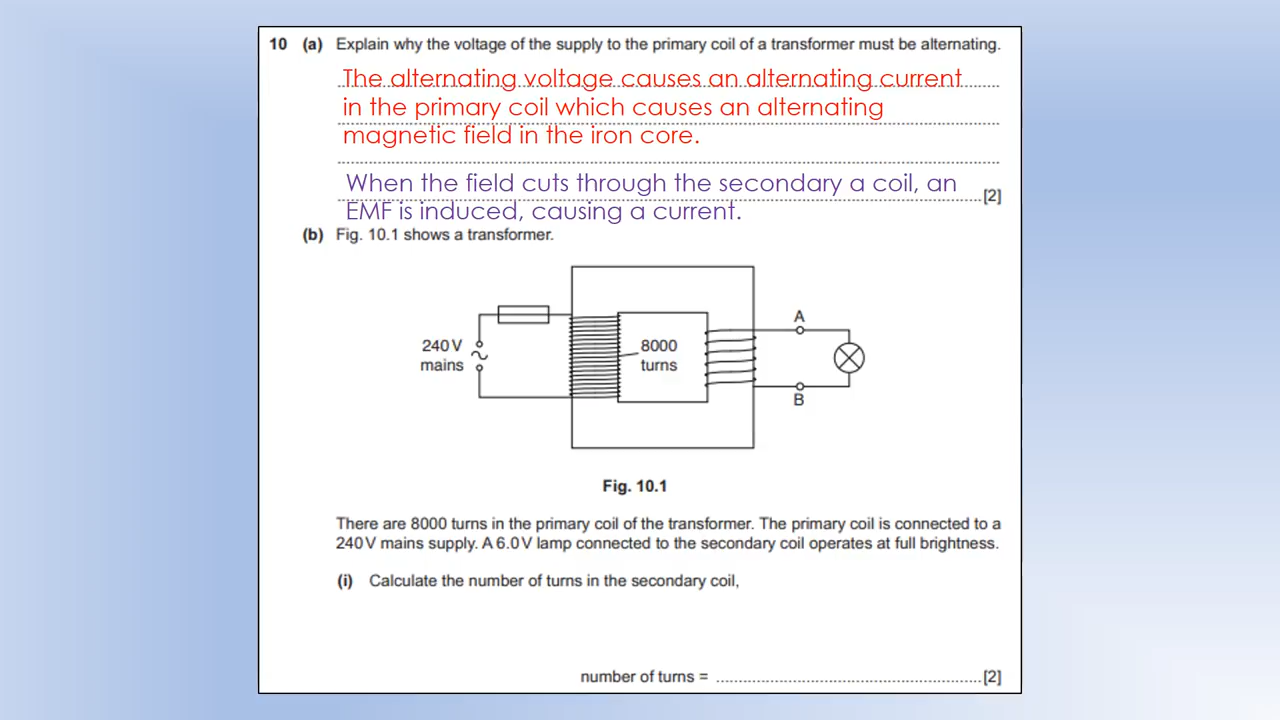 10 (a) Explain why the voltage of the supply to the primary coil of a transformer must be alternating.
The alternating voltage causes an alternating current
in the primary coil which causes an alternating
magnetic field in the iron core.
When the field cuts through the secondary a coil, an
EMF is induced, causing a current.
[2]
(b) Fig. 10.1 shows a transformer.
A
240 V
mains
8000
turns
B
Fig. 10.1
There are 8000 turns in the primary coil of the transformer. The primary coil is connected to a
240 V mains supply. A 6.0 V lamp connected to the secondary coil operates at full brightness.
(i) Calculate the number of turns in the secondary coil,
number of turns = ............................................................[2]